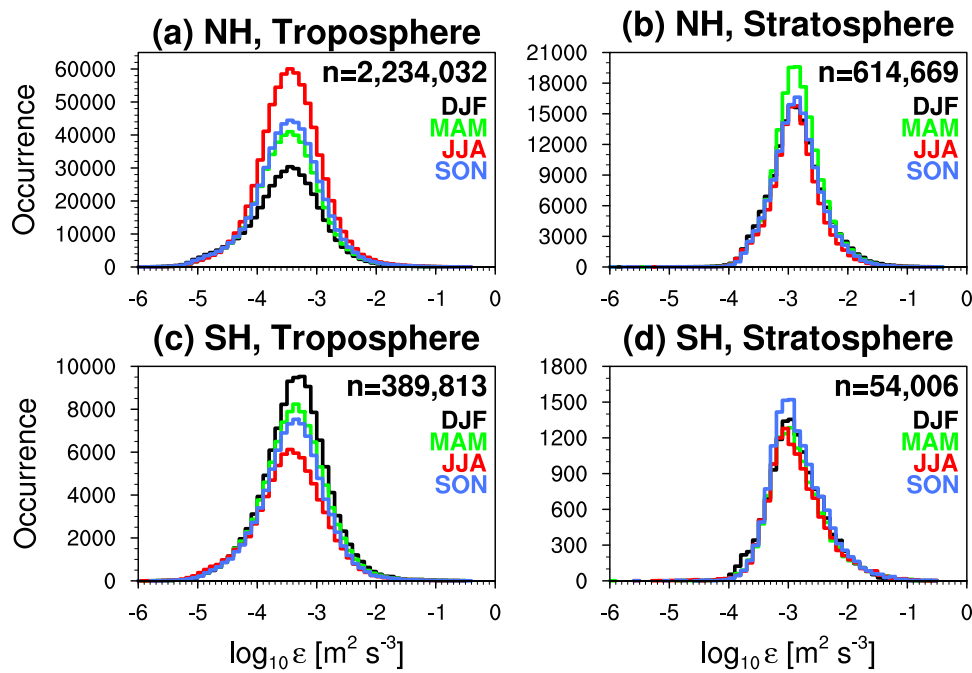 (a) NH, Troposphere
n=2,234,032
DJF
MAM
JJA
SON
Occurrence
60000
50000
40000
30000
20000
10000
0
-6 -5 -4 -3 -2 -1 0
(b) NH, Stratosphere
n=614,669
DJF
MAM
JJA
SON
21000
18000
15000
12000
9000
6000
3000
0
-6 -5 -4 -3 -2 -1 0
(c) SH, Troposphere
n=389,813
DJF
MAM
JJA
SON
Occurrence
10000
8000
6000
4000
2000
0
-6 -5 -4 -3 -2 -1 0
log₁₀ ε [m² s⁻³]
(d) SH, Stratosphere
n=54,006
DJF
MAM
JJA
SON
1800
1500
1200
900
600
300
0
-6 -5 -4 -3 -2 -1 0
log₁₀ ε [m² s⁻³]